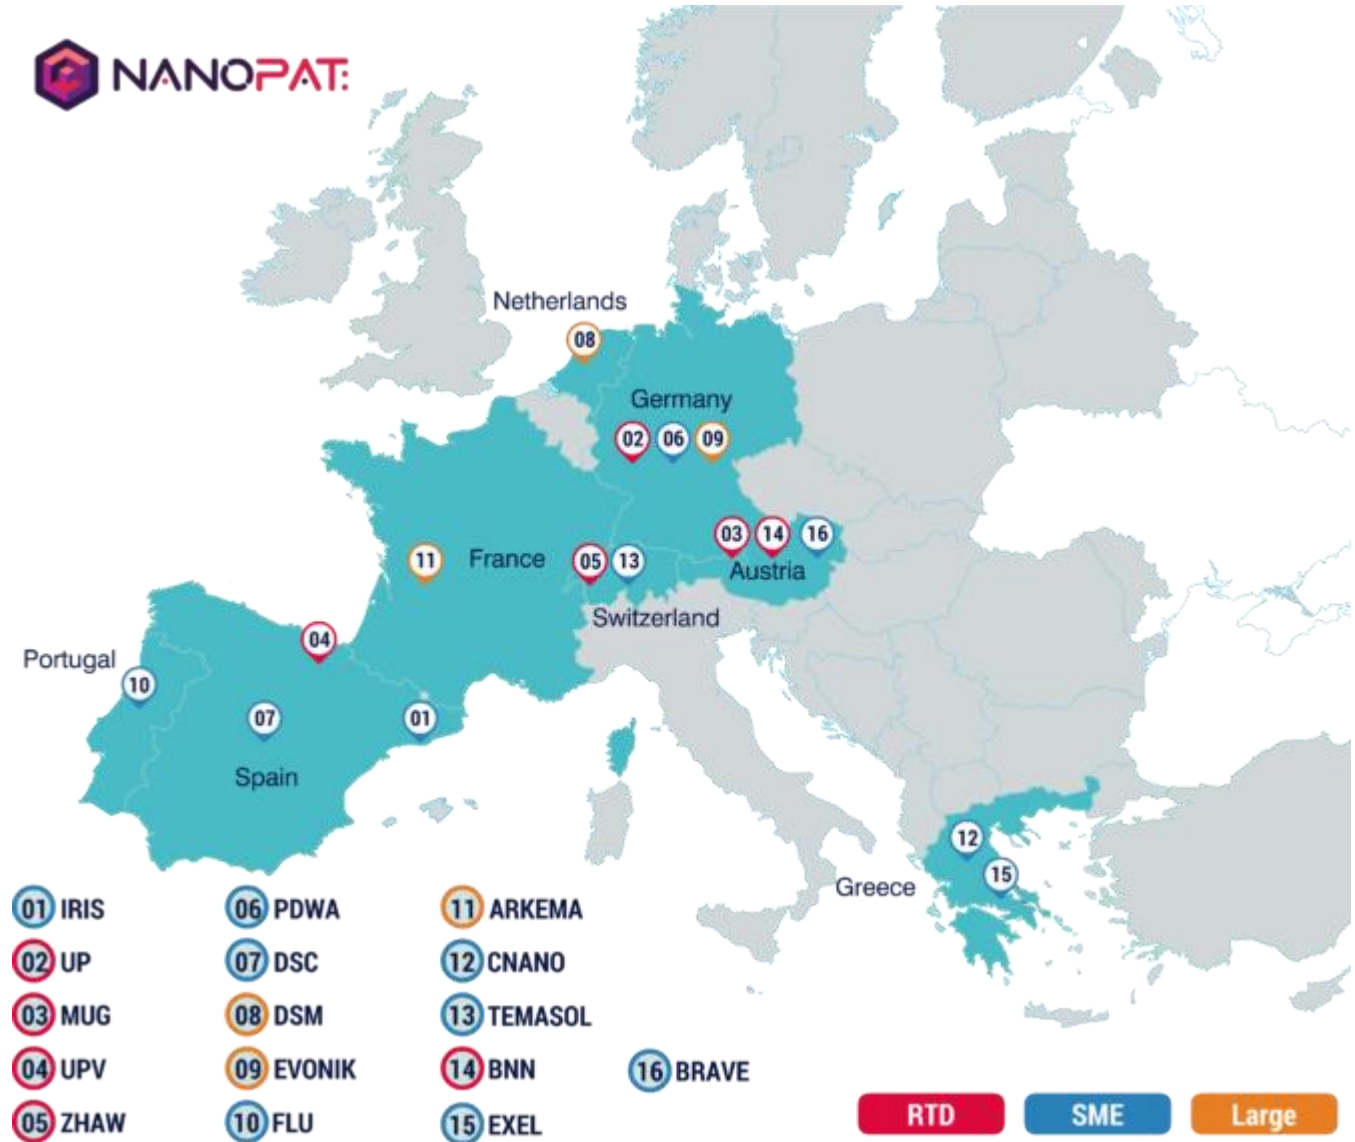 NANOPAT:
Netherlands
08
Germany
02 06 09
03 14 16
Austria
11 France 05 13
Switzerland
04
Portugal
10
07 01
Spain
12
15
Greece
01 IRIS
02 UP
03 MUG
04 UPV
05 ZHAW
06 PDWA
07 DSC
08 DSM
09 EVONIK
10 FLU
11 ARKEMA
12 CNANO
13 TEMASOL
14 BNN
15 EXEL
16 BRAVE
RTD SME Large